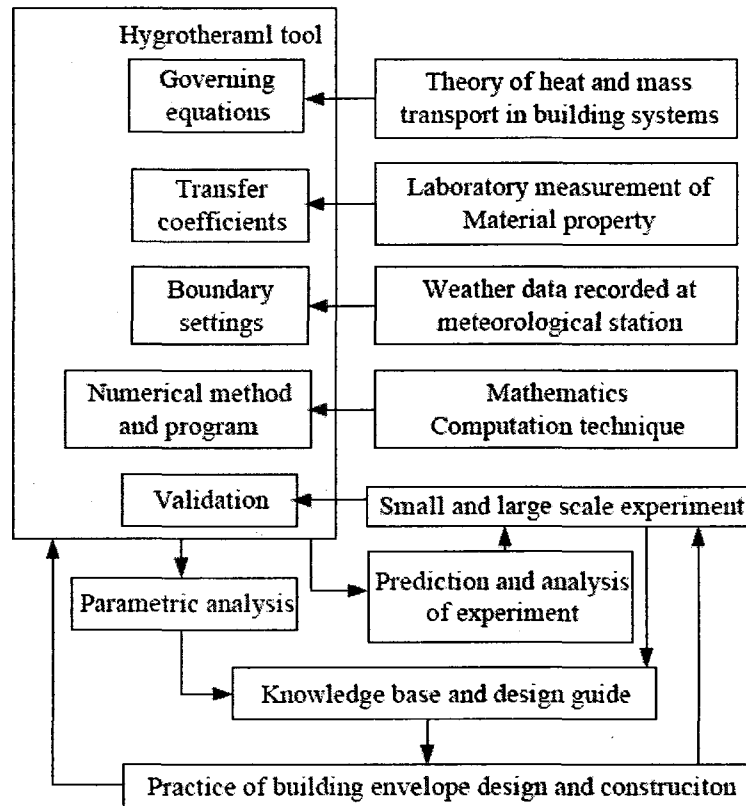 Hygrotheraml tool
Governing
equations
Theory of heat and mass
transport in building systems
Transfer
coefficients
Laboratory measurement of
Material property
Boundary
settings
Weather data recorded at
meteorological station
Numerical method
and program
Mathematics
Computation technique
Validation
Small and large scale experiment
Parametric analysis
Prediction and analysis
of experiment
Knowledge base and design guide
Practice of building envelope design and construciton